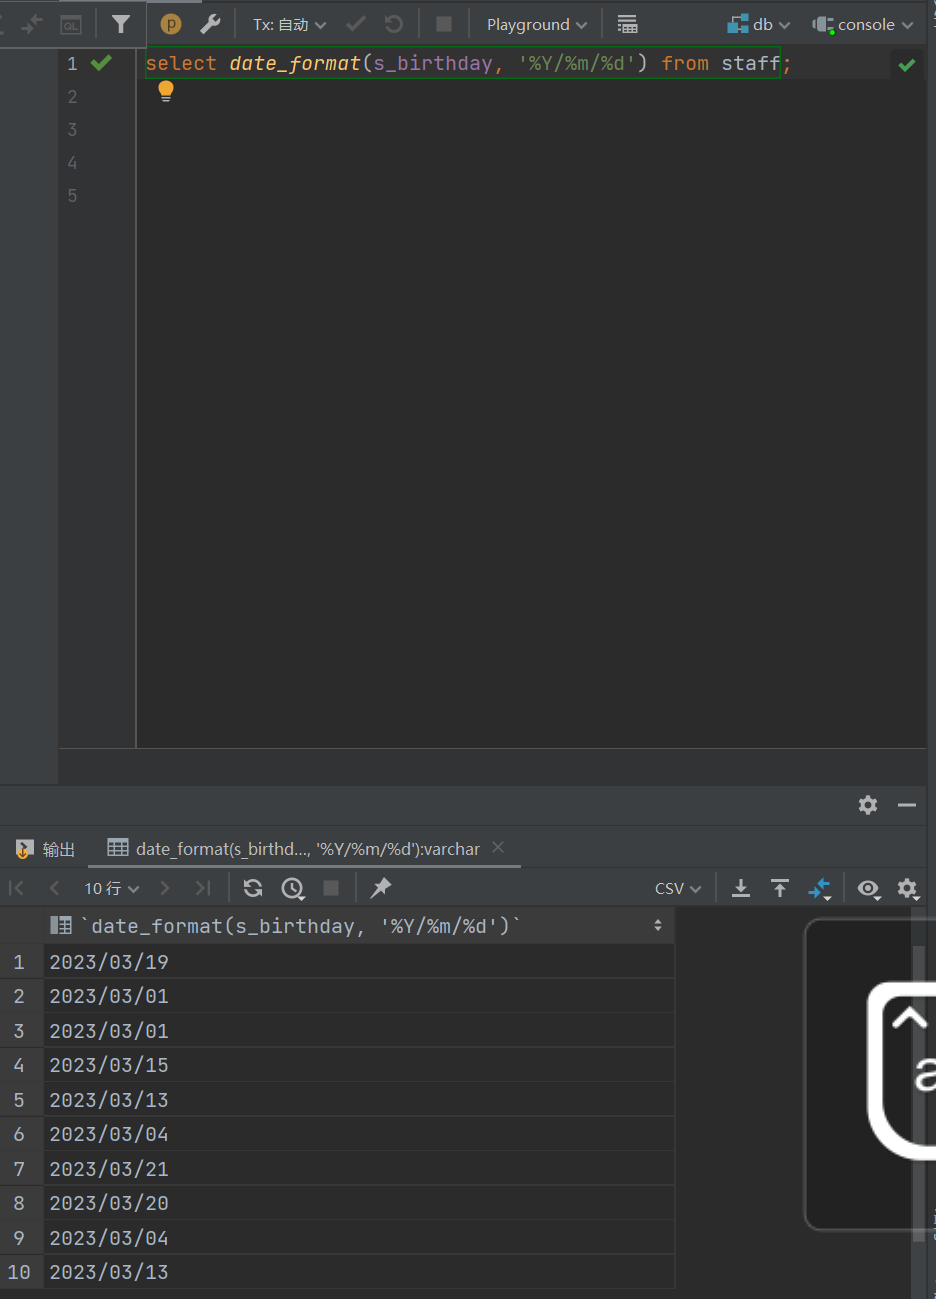 QL p Tx: 自动 Playground db console
1 select date_format(s_birthday, '%Y/%m/%d') from staff;
2
3
4
5
输出 date_format(s_birthd..., '%Y/%m/%d'):varchar
10 行 CSV
`date_format(s_birthday, '%Y/%m/%d')`
1 2023/03/19
2 2023/03/01
3 2023/03/01
4 2023/03/15
5 2023/03/13
6 2023/03/04
7 2023/03/21
8 2023/03/20
9 2023/03/04
10 2023/03/13